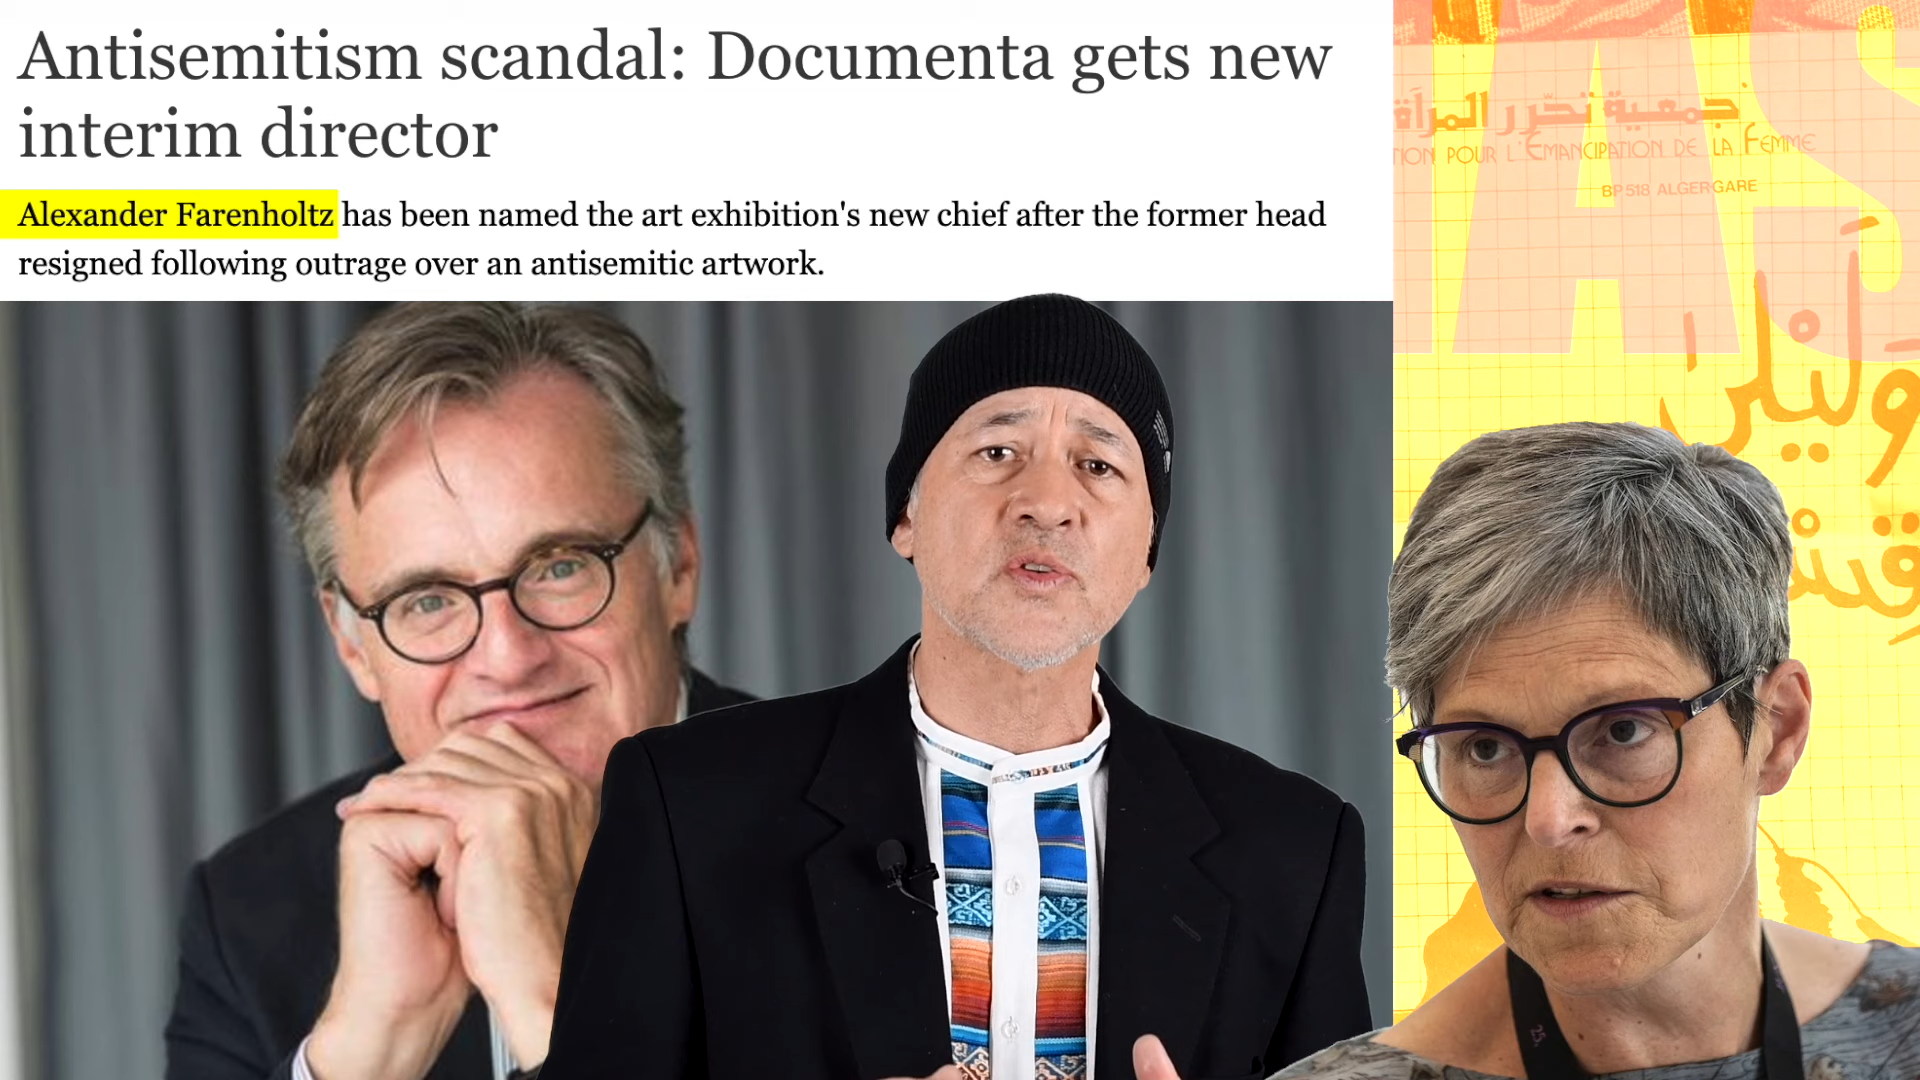 Antisemitism scandal: Documenta gets new
interim director
Alexander Farenholtz has been named the art exhibition's new chief after the former head
resigned following outrage over an antisemitic artwork.
AS
جمعية تحرّر المرأة
TION POUR L'EMANCIPATION DE LA FEMME
BP 518 ALGER GARE